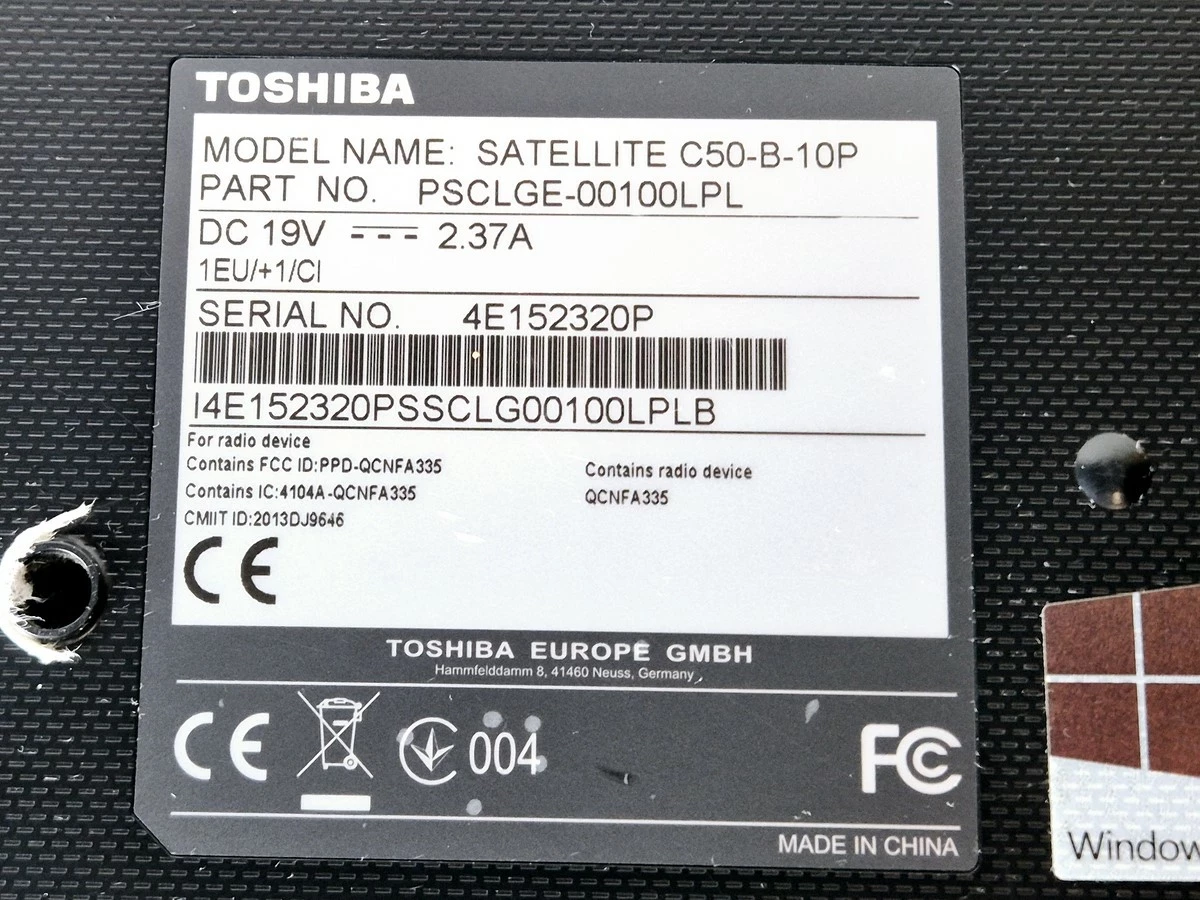 TOSHIBA
MODEL NAME: SATELLITE C50-B-10P
PART NO. PSCLGE-00100LPL
DC 19V 2.37A
1EU/+1/CI
SERIAL NO. 4E152320P
I4E152320PSSCLG00100LPLB
For radio device
Contains FCC ID:PPD-QCNFA335
Contains IC:4104A-QCNFA335
CMIIT ID:2013DJ9646
Contains radio device
QCNFA335
CE
TOSHIBA EUROPE GMBH
Hammfelddamm 8, 41460 Neuss, Germany
CE
004
FC
MADE IN CHINA
Window